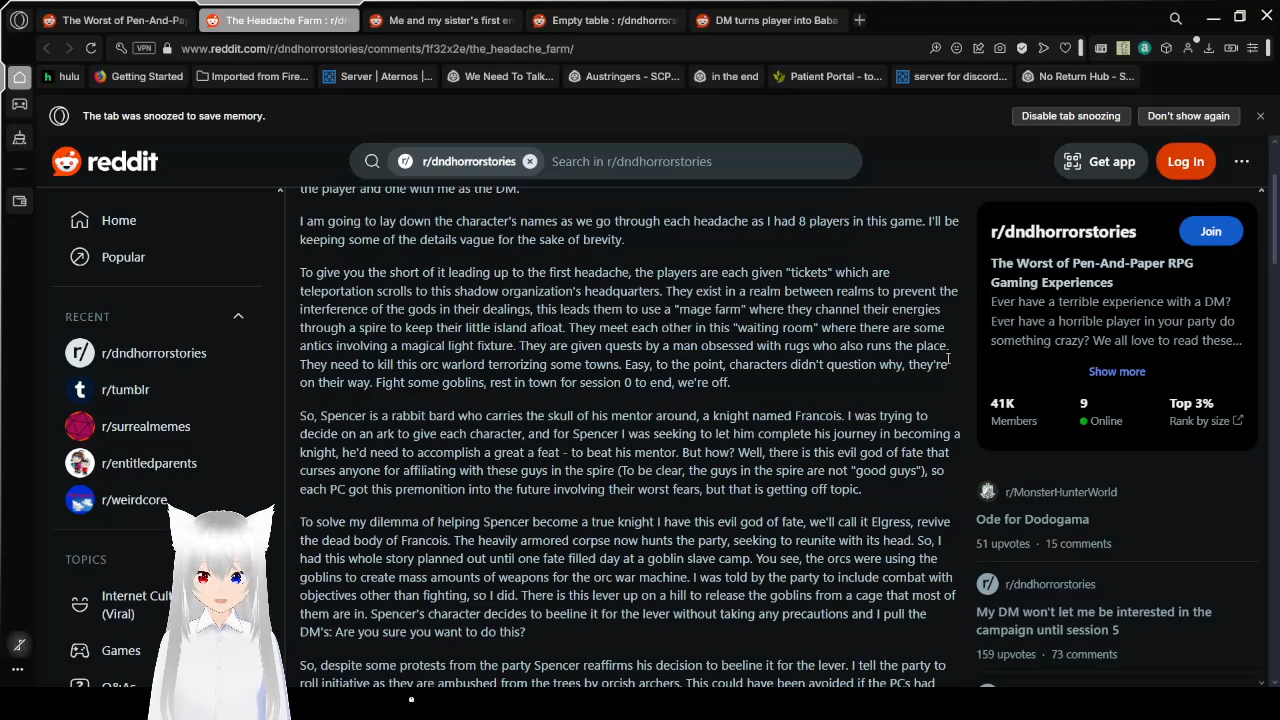 The Worst of Pen-And-Pa
The Headache Farm : r/dn
Me and my sister's first e
Empty table : r/dndhorror
DM turns player into Baba
VPN
www.reddit.com/r/dndhorrorstories/comments/1f32x2e/the_headache_farm/
hulu
Getting Started
Imported from Fire...
Server | Aternos |...
We Need To Talk...
Austringers - SCP...
in the end
Patient Portal - to...
server for discord...
No Return Hub - S...
The tab was snoozed to save memory.
Disable tab snoozing
Don't show again
reddit
r/dndhorrorstories
Search in r/dndhorrorstories
Get app
Log In
the player and one with me as the DM.
I am going to lay down the character's names as we go through each headache as I had 8 players in this game. I'll be
keeping some of the details vague for the sake of brevity.
To give you the short of it leading up to the first headache, the players are each given "tickets" which are
teleportation scrolls to this shadow organization's headquarters. They exist in a realm between realms to prevent the
interference of the gods in their dealings, this leads them to use a "mage farm" where they channel their energies
through a spire to keep their little island afloat. They meet each other in this "waiting room" where there are some
antics involving a magical light fixture. They are given quests by a man obsessed with rugs who also runs the place.
They need to kill this orc warlord terrorizing some towns. Easy, to the point, characters didn't question why, they're
on their way. Fight some goblins, rest in town for session 0 to end, we're off.
So, Spencer is a rabbit bard who carries the skull of his mentor around, a knight named Francois. I was trying to
decide on an ark to give each character, and for Spencer I was seeking to let him complete his journey in becoming a
knight, he'd need to accomplish a great a feat - to beat his mentor. But how? Well, there is this evil god of fate that
curses anyone for affiliating with these guys in the spire (To be clear, the guys in the spire are not "good guys"), so
each PC got this premonition into the future involving their worst fears, but that is getting off topic.
To solve my dilemma of helping Spencer become a true knight I have this evil god of fate, we'll call it Elgress, revive
the dead body of Francois. The heavily armored corpse now hunts the party, seeking to reunite with its head. So, I
had this whole story planned out until one fate filled day at a goblin slave camp. You see, the orcs were using the
goblins to create mass amounts of weapons for the orc war machine. I was told by the party to include combat with
objectives other than fighting, so I did. There is this lever up on a hill to release the goblins from a cage that most of
them are in. Spencer's character decides to beeline it for the lever without taking any precautions and I pull the
DM's: Are you sure you want to do this?
So, despite some protests from the party Spencer reaffirms his decision to beeline it for the lever. I tell the party to
roll initiative as they are ambushed from the trees by orcish archers. This could have been avoided if the PCs had
Home
Popular
RECENT
r/dndhorrorstories
r/tumblr
r/surrealmemes
r/entitledparents
r/weirdcore
TOPICS
Internet Cul
(Viral)
Games
r/dndhorrorstories
Join
The Worst of Pen-And-Paper RPG
Gaming Experiences
Ever have a terrible experience with a DM?
Ever have a horrible player in your party do
something crazy? We all love to read these...
Show more
41K
Members
9
Online
Top 3%
Rank by size
r/MonsterHunterWorld
Ode for Dodogama
51 upvotes · 15 comments
r/dndhorrorstories
My DM won't let me be interested in the
campaign until session 5
159 upvotes · 73 comments